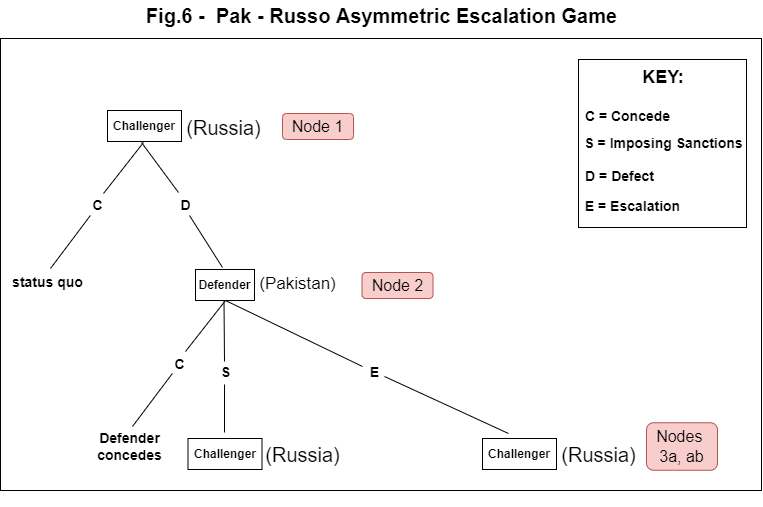 Fig.6 -  Pak - Russo Asymmetric Escalation Game
KEY:
C = Concede
S = Imposing Sanctions
D = Defect
E = Escalation
Challenger (Russia) Node 1
C D
status quo
Defender (Pakistan) Node 2
C S E
Defender
concedes
Challenger (Russia)
Challenger (Russia)
Nodes
3a, ab